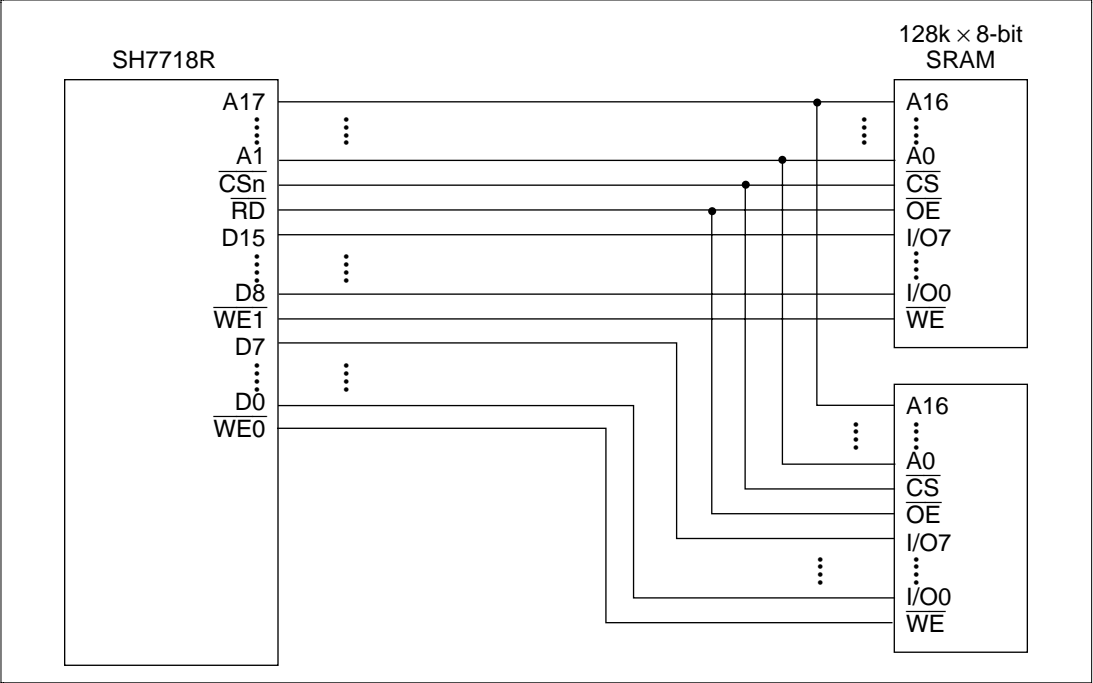 SH7718R
A17
A1
CSn
RD
D15
D8
WE1
D7
D0
WE0
128k × 8-bit
SRAM
A16
A0
CS
OE
I/O7
I/O0
WE
A16
A0
CS
OE
I/O7
I/O0
WE